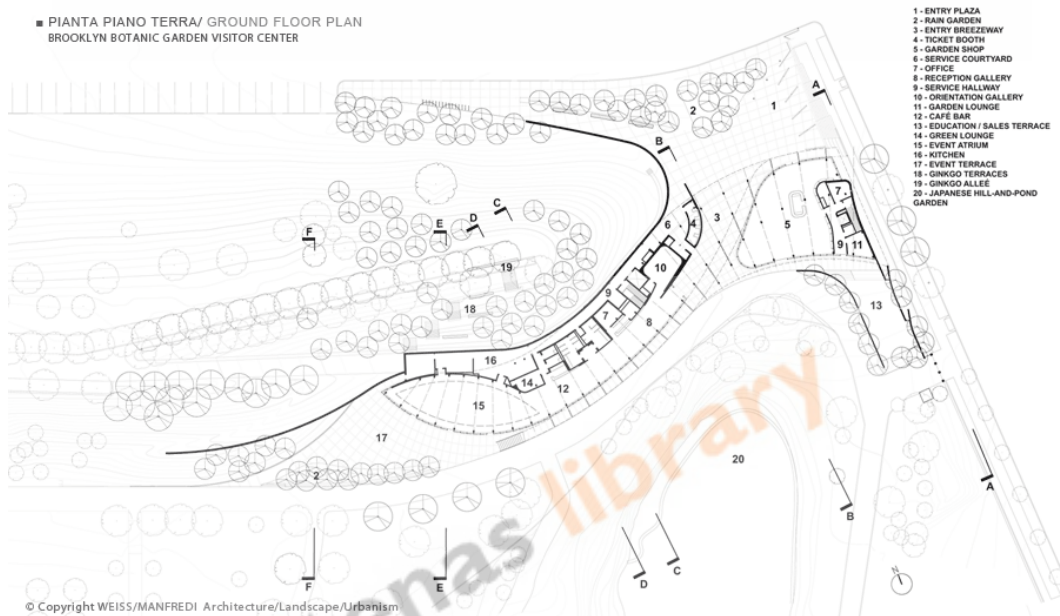 ■ PIANTA PIANO TERRA/ GROUND FLOOR PLAN
BROOKLYN BOTANIC GARDEN VISITOR CENTER
1 - ENTRY PLAZA
2 - RAIN GARDEN
3 - ENTRY BREEZEWAY
4 - TICKET BOOTH
5 - GARDEN SHOP
6 - SERVICE COURTYARD
7 - OFFICE
8 - RECEPTION GALLERY
9 - SERVICE HALLWAY
10 - ORIENTATION GALLERY
11 - GARDEN LOUNGE
12 - CAFÉ BAR
13 - EDUCATION / SALES TERRACE
14 - GREEN LOUNGE
15 - EVENT ATRIUM
16 - KITCHEN
17 - EVENT TERRACE
18 - GINKGO TERRACES
19 - GINKGO ALLEÉ
20 - JAPANESE HILL-AND-POND
GARDEN
A
2
1
B
7
C
D
E
F
6
4
3
5
9
11
19
10
18
9
7
8
13
16
14
12
15
17
2
20
A
B
F
E
D
C
N
enas library
© Copyright WEISS/MANFREDI Architecture/Landscape/Urbanism